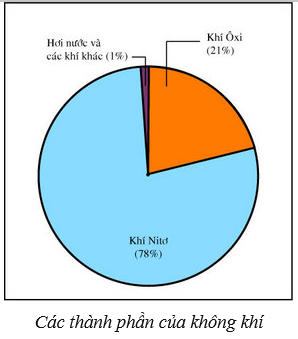 Hơi nước và
các khí khác (1%)
Khí Ôxi
(21%)
Khí Nitơ
(78%)
Các thành phần của không khí